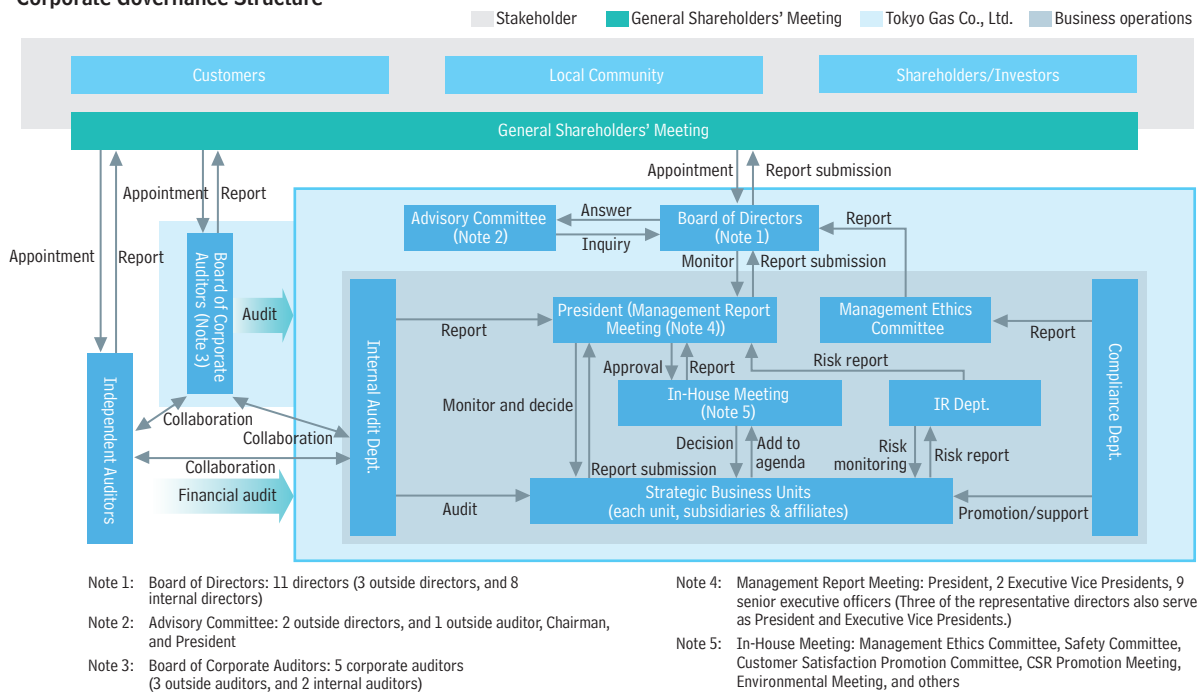 Corporate Governance Structure
Stakeholder
General Shareholders' Meeting
Tokyo Gas Co., Ltd.
Business operations
Customers
Local Community
Shareholders/Investors
General Shareholders' Meeting
Appointment
Report
Appointment
Report submission
Advisory Committee
(Note 2)
Answer
Inquiry
Board of Directors
(Note 1)
Report
Appointment
Report
Board of Corporate
Auditors (Note 3)
Audit
Monitor
Report submission
Internal Audit Dept.
Report
President (Management Report
Meeting (Note 4))
Management Ethics
Committee
Report
Compliance Dept.
Independent Auditors
Approval
Report
Risk report
Monitor and decide
In-House Meeting
(Note 5)
IR Dept.
Collaboration
Collaboration
Collaboration
Decision
Add to
agenda
Risk
monitoring
Risk report
Financial audit
Report submission
Audit
Strategic Business Units
(each unit, subsidiaries & affiliates)
Promotion/support
Note 1: Board of Directors: 11 directors (3 outside directors, and 8
internal directors)
Note 2: Advisory Committee: 2 outside directors, and 1 outside auditor, Chairman,
and President
Note 3: Board of Corporate Auditors: 5 corporate auditors
(3 outside auditors, and 2 internal auditors)
Note 4: Management Report Meeting: President, 2 Executive Vice Presidents, 9
senior executive officers (Three of the representative directors also serve
as President and Executive Vice Presidents.)
Note 5: In-House Meeting: Management Ethics Committee, Safety Committee,
Customer Satisfaction Promotion Committee, CSR Promotion Meeting,
Environmental Meeting, and others